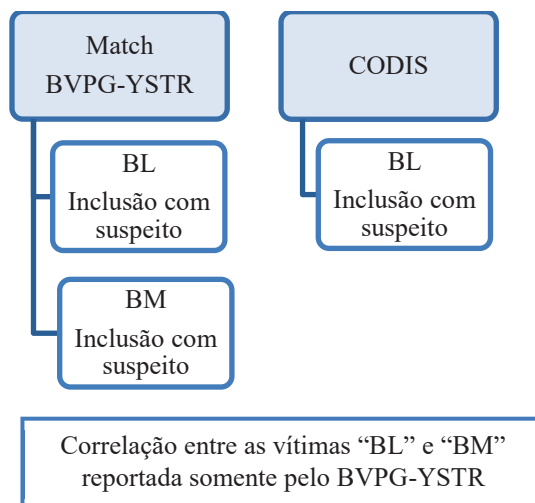 Match
BVPG-YSTR
CODIS
BL
Inclusão com
suspeito
BL
Inclusão com
suspeito
BM
Inclusão com
suspeito
Correlação entre as vítimas “BL” e “BM”
reportada somente pelo BVPG-YSTR